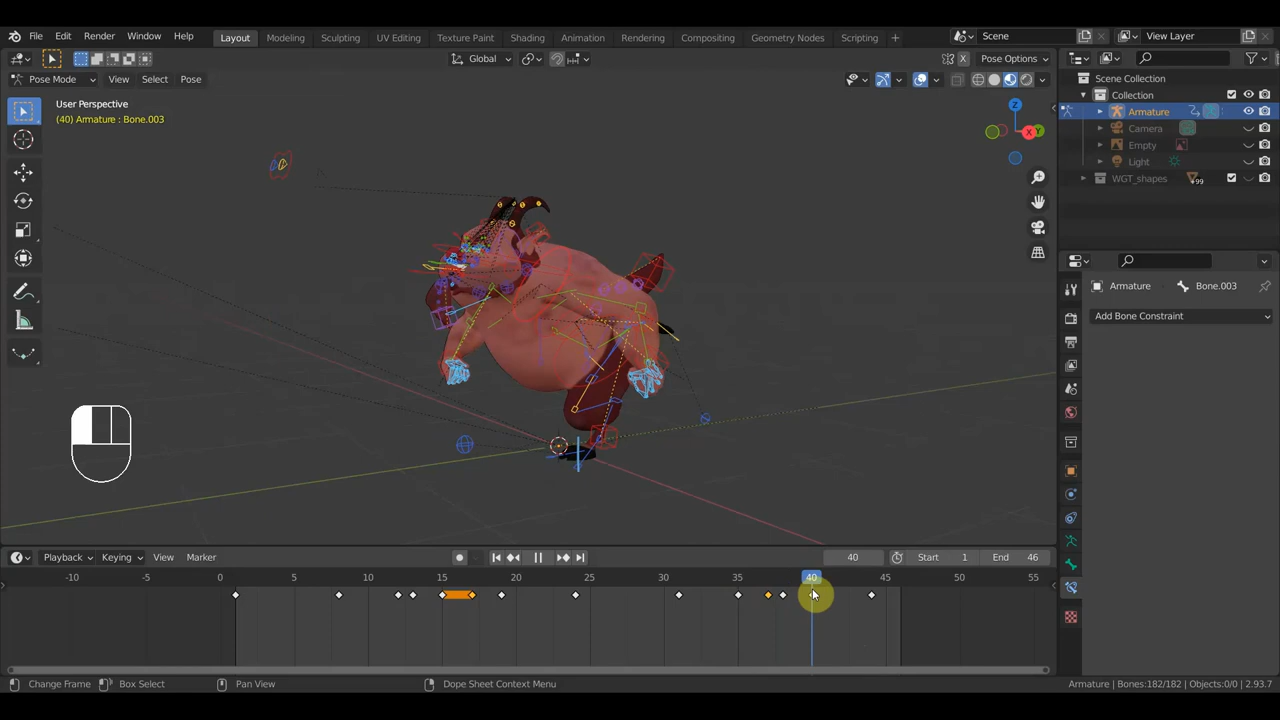 File Edit Render Window Help Layout Modeling Sculpting UV Editing Texture Paint Shading Animation Rendering Compositing Geometry Nodes Scripting + Scene View Layer
Global Pose Options
X
Pose Mode View Select Pose
User Perspective
(40) Armature : Bone.003
Z
X Y
Scene Collection
Collection
Armature
Camera
Empty
Light
WGT_shapes 99
Armature Bone.003
Add Bone Constraint
Playback Keying View Marker 40 Start 1 End 46
-10 -5 0 5 10 15 20 25 30 35 40 45 50 55
Change Frame Box Select Pan View Dope Sheet Context Menu Armature | Bones:182/182 | Objects:0/0 | 2.93.7